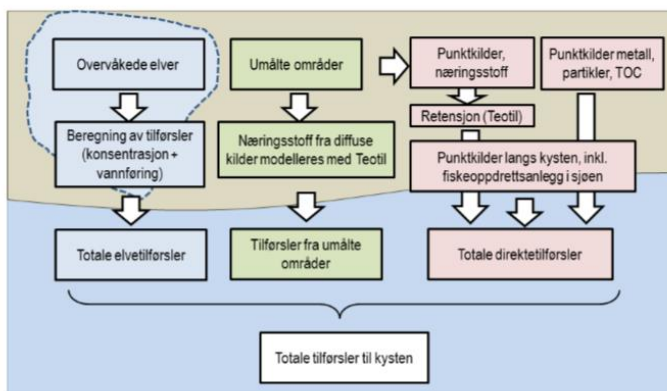 Overvåkede elver
Umålte områder
Punktkilder,
næringsstoff
Punktkilder metall,
partikler, TOC
Retensjon (Teotil)
Beregning av tilførsler
(konsentrasjon +
vannføring)
Næringsstoff fra diffuse
kilder modelleres med Teotil
Punktkilder langs kysten, inkl.
fiskeoppdrettsanlegg i sjøen
Totale elvetilførsler
Tilførsler fra umålte
områder
Totale direktetilførsler
Totale tilførsler til kysten